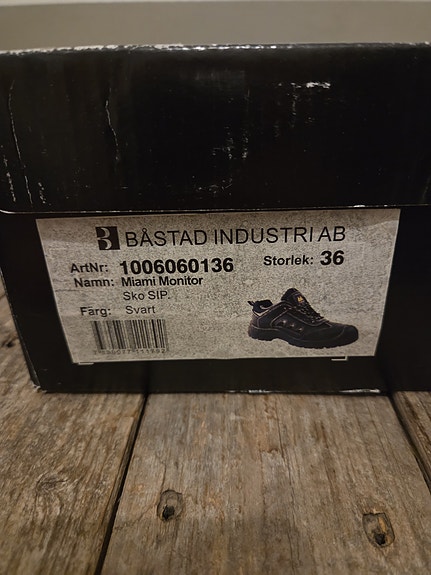 B BÅSTAD INDUSTRI AB
ArtNr: 1006060136 Storlek: 36
Namn: Miami Monitor
Sko SIP.
Färg: Svart